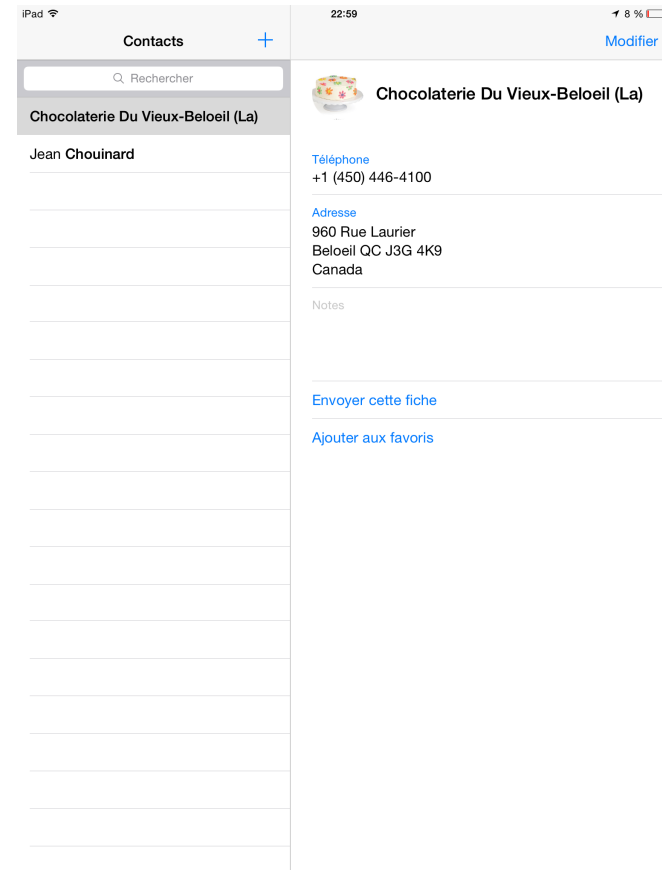 iPad 22:59 8 %
Contacts + Modifier
Rechercher
Chocolaterie Du Vieux-Beloeil (La)
Jean Chouinard
Chocolaterie Du Vieux-Beloeil (La)
Téléphone
+1 (450) 446-4100
Adresse
960 Rue Laurier
Beloeil QC J3G 4K9
Canada
Notes
Envoyer cette fiche
Ajouter aux favoris